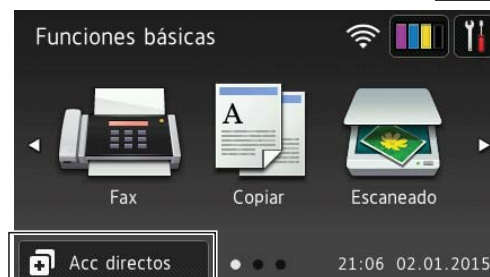 Funciones básicas
A
Fax
Copiar
Escaneado
Acc directos
21:06 02.01.2015